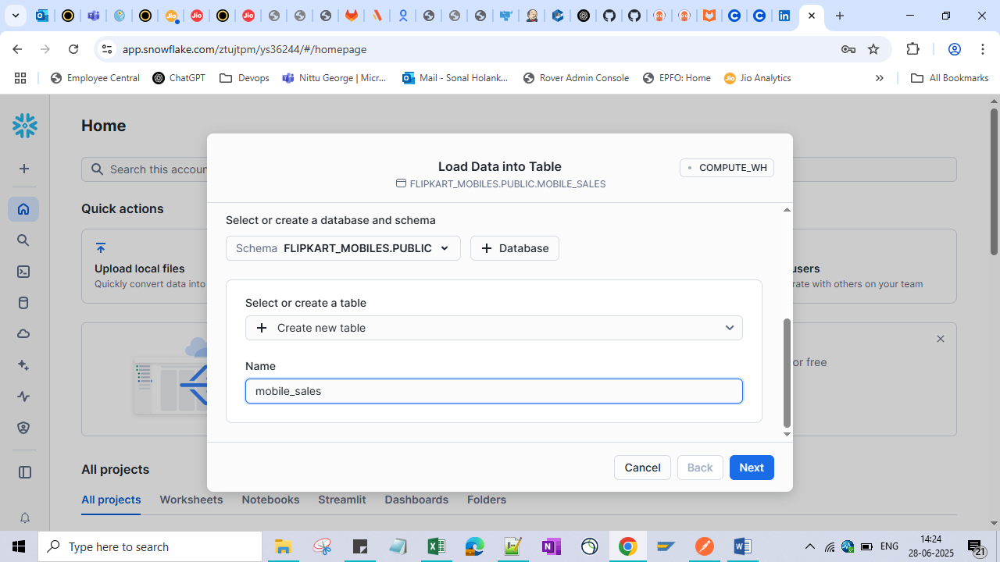 app.snowflake.com/ztujtpm/ys36244/#/homepage
Employee Central
ChatGPT
Devops
Nittu George | Micr...
Mail - Sonal Holank...
Rover Admin Console
EPFO: Home
Jio Analytics
All Bookmarks
Home
Search this accoun
Quick actions
Upload local files
Quickly convert data into
users
rate with others on your team
or free
Load Data into Table
FLIPKART_MOBILES.PUBLIC.MOBILE_SALES
COMPUTE_WH
Select or create a database and schema
Schema FLIPKART_MOBILES.PUBLIC
Database
Select or create a table
Create new table
Name
mobile_sales
Cancel
Back
Next
All projects
All projects
Worksheets
Notebooks
Streamlit
Dashboards
Folders
Type here to search
ENG
14:24
28-06-2025
21